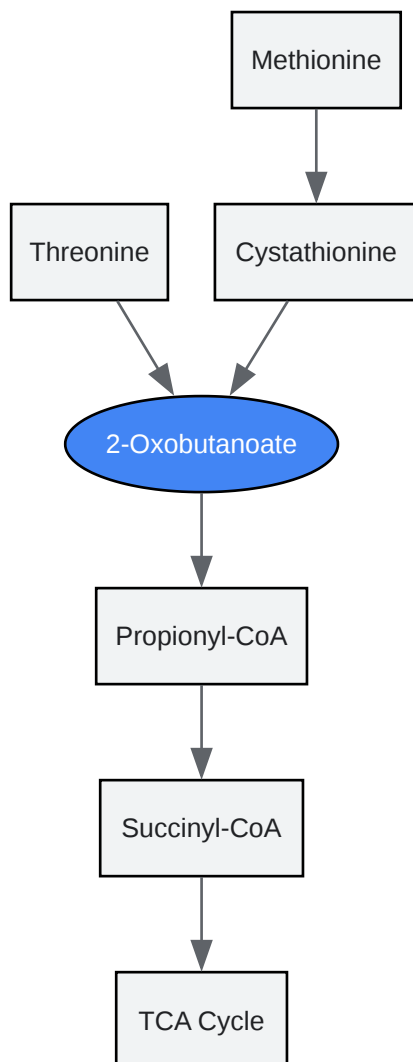 Methionine
Threonine
Cystathionine
2-Oxobutanoate
Propionyl-CoA
Succinyl-CoA
TCA Cycle